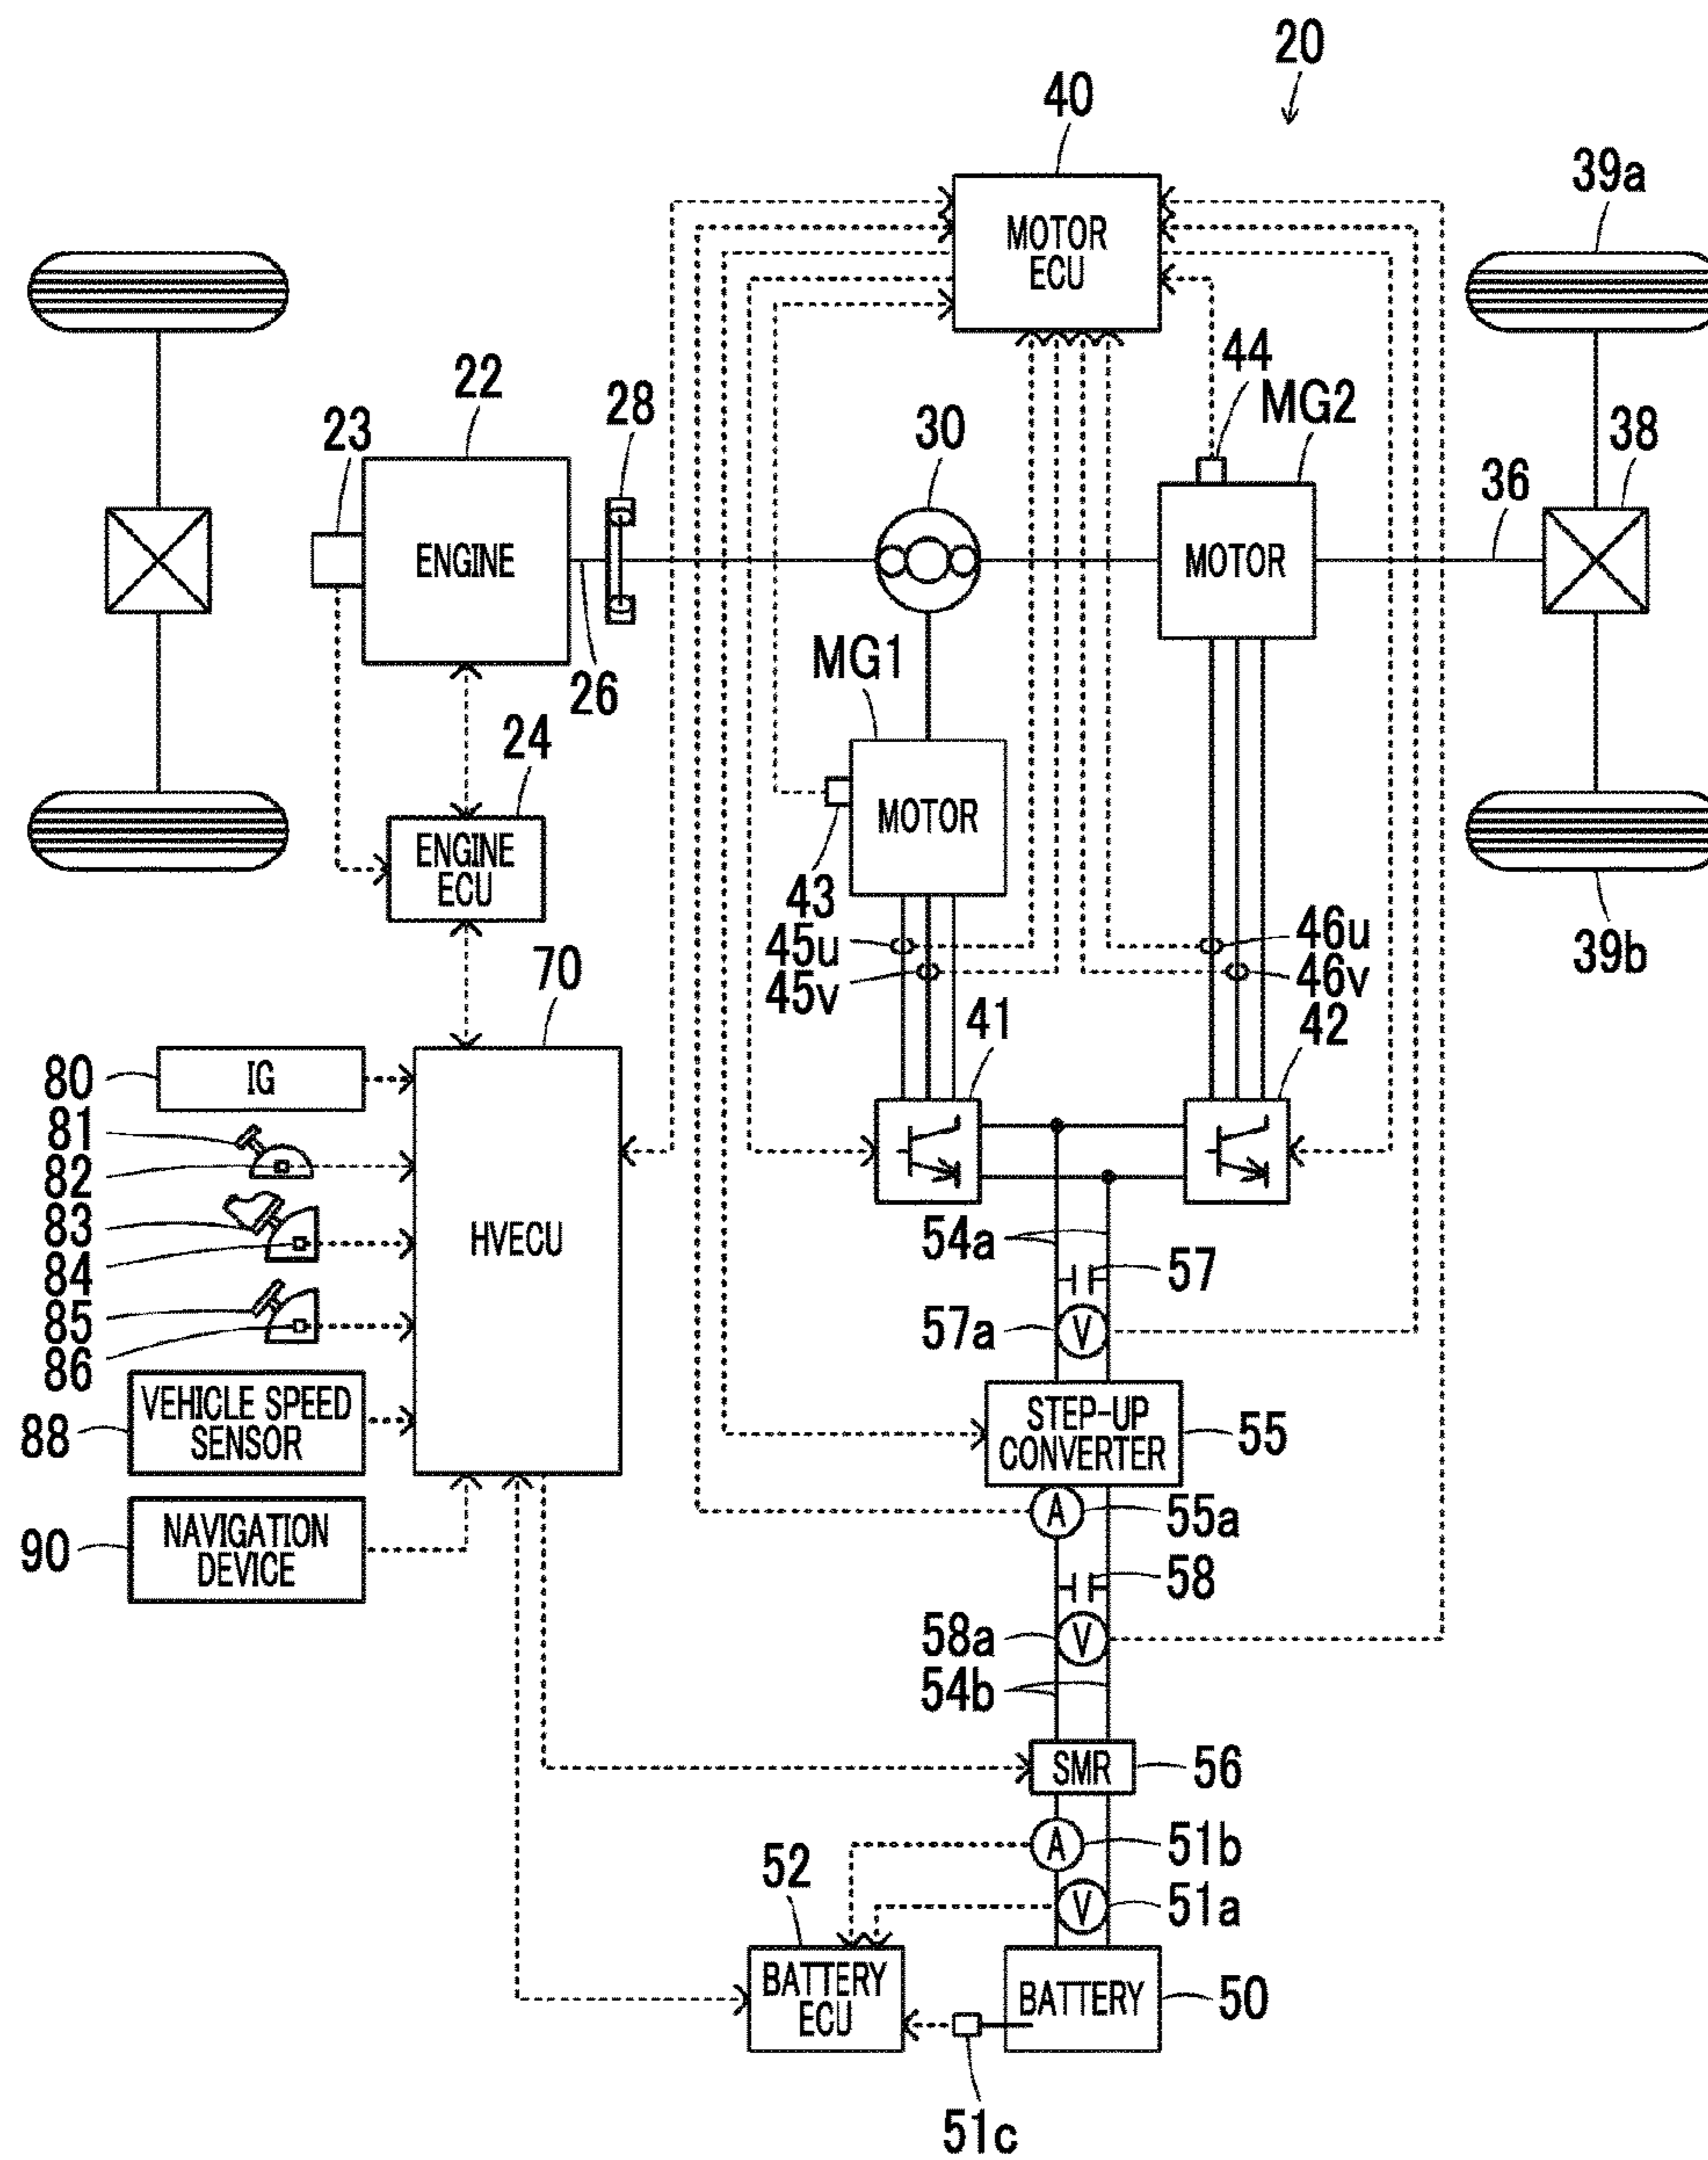 20
40
39a
MOTOR
ECU
22
28
44
MG2
23
30
38
36
ENGINE
MOTOR
26
MG1
24
MOTOR
ENGINE
ECU
43
45u
46u
45v
46v
39b
70
41
42
80
IG
81
82
83
HVECU
54a
84
57
85
57a
V
86
VEHICLE SPEED
SENSOR
88
STEP-UP
CONVERTER
55
A
55a
NAVIGATION
DEVICE
90
58
58a
V
54b
SMR
56
A
51b
52
V
51a
BATTERY
ECU
BATTERY
50
51c